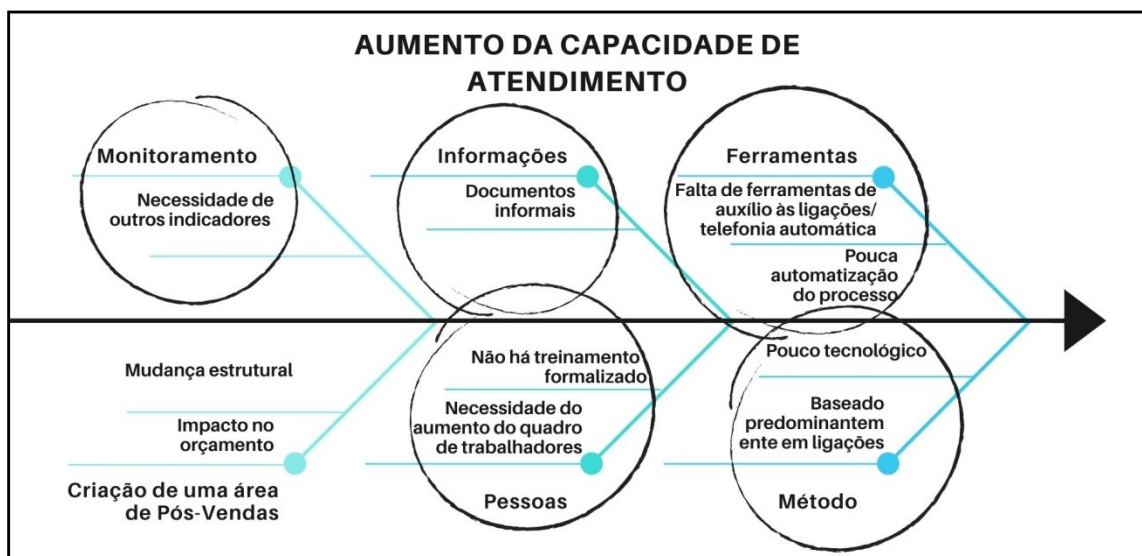 AUMENTO DA CAPACIDADE DE
ATENDIMENTO
Monitoramento
Necessidade de
outros indicadores
Informações
Documentos
informais
Ferramentas
Falta de ferramentas de
auxílio às ligações/
telefonia automática
Pouca
automatização
do processo
Mudança estrutural
Impacto no
orçamento
Criação de uma área
de Pós-Vendas
Não há treinamento
formalizado
Necessidade do
aumento do quadro
de trabalhadores
Pessoas
Pouco tecnológico
Baseado
predominantem
ente em ligações
Método